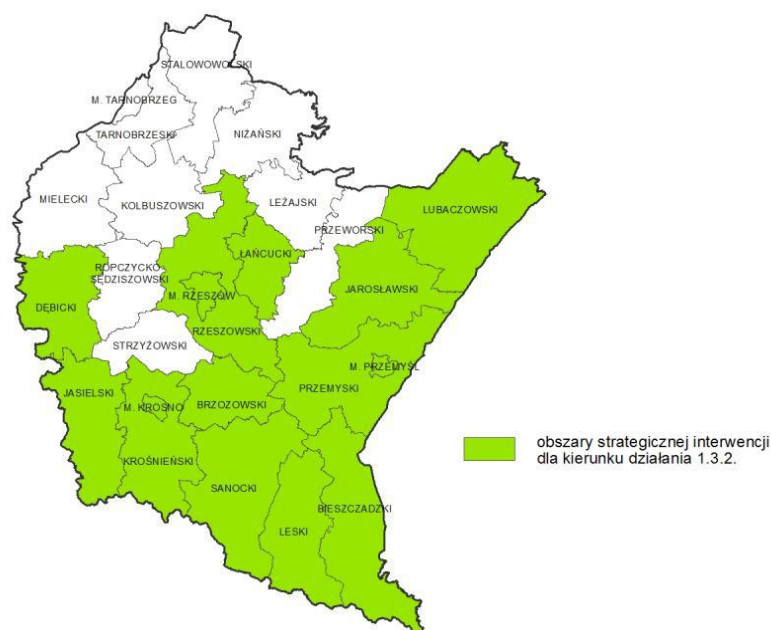 STALOWOWOLSKI
M. TARNOBRZEG
TARNOBRZESKI
NIŻAŃSKI
MIELECKI
KOLBUSZOWSKI
LEŻAJSKI
LUBACZOWSKI
PRZEWORSKI
ROPCZYCKO
SĘDZISZOWSKI
ŁAŃCUCKI
M. RZESZÓW
JAROSŁAWSKI
DĘBICKI
RZESZOWSKI
STRZYŻOWSKI
M. PRZEMYŚL
JASIELSKI
M. KROSNO
BRZOZOWSKI
PRZEMYSKI
KROŚNIEŃSKI
SANOCKI
LESKI
BIESZCZADZKI
obszary strategicznej interwencji
dla kierunku działania 1.3.2.